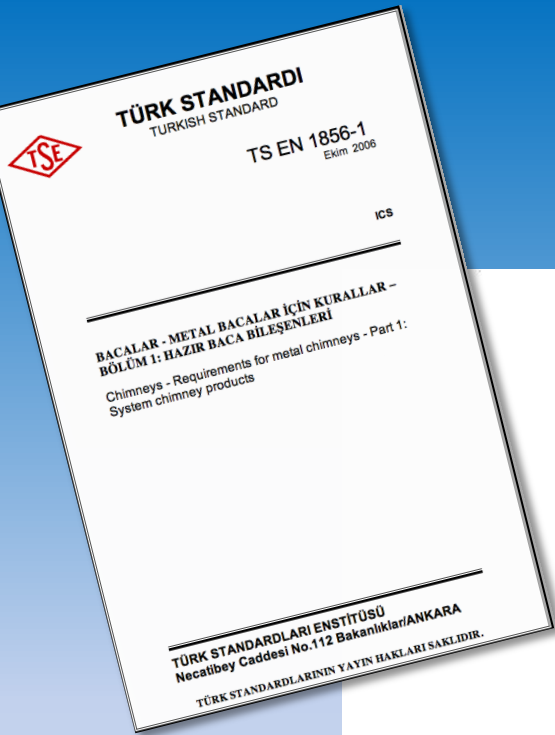 TÜRK STANDARDI
TURKISH STANDARD
TSE
TS EN 1856-1
Ekim 2006
ICS
BACALAR - METAL BACALAR İÇİN KURALLAR –
BÖLÜM 1: HAZIR BACA BİLEŞENLERİ
Chimneys - Requirements for metal chimneys - Part 1:
System chimney products
TÜRK STANDARDLARI ENSTİTÜSÜ
Necatibey Caddesi No.112 Bakanlıklar/ANKARA
TÜRK STANDARDLARININ YAYIN HAKLARI SAKLIDIR.